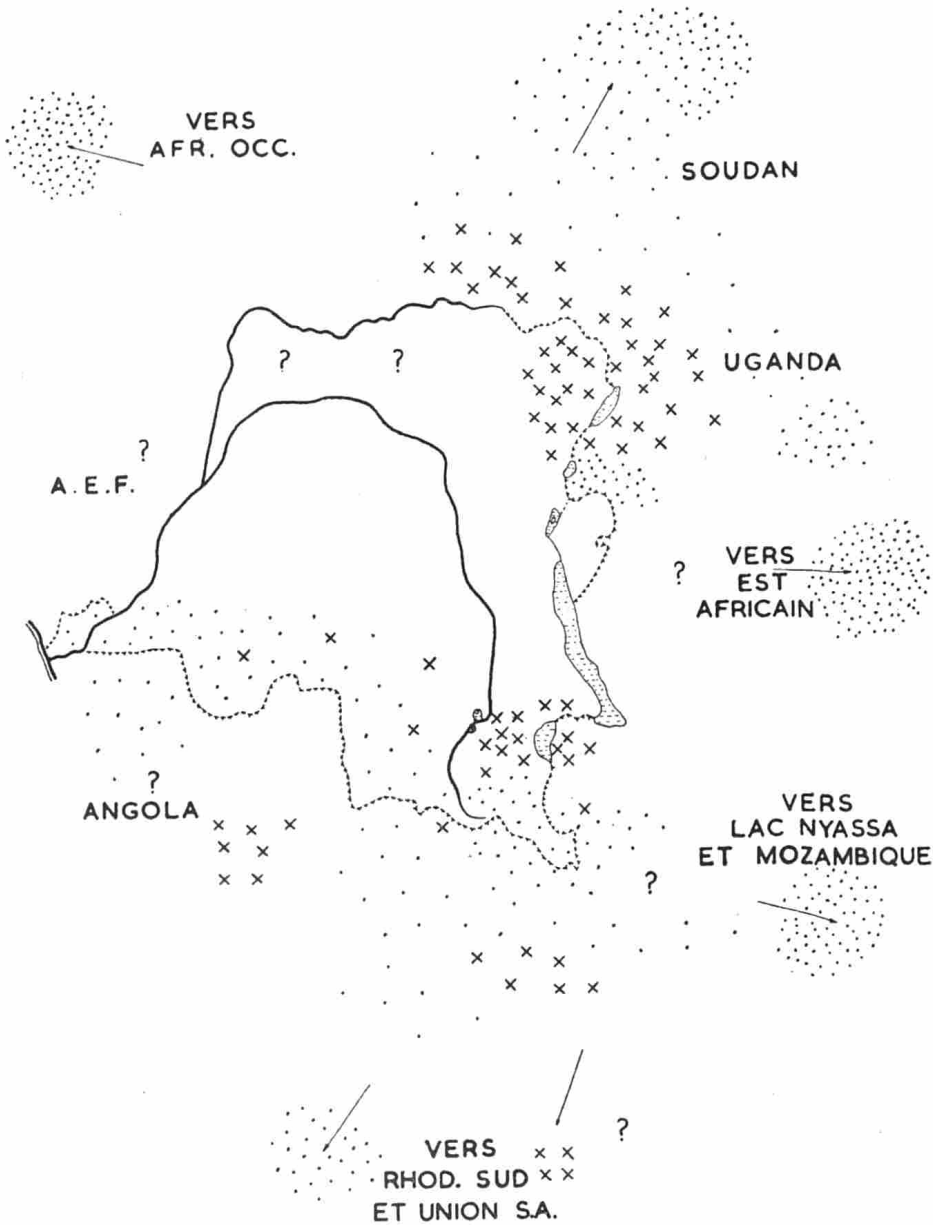 VERS
AFR. OCC.
SOUDAN
? ?
UGANDA
?
A.E.F.
VERS
EST
AFRICAIN
?
?
ANGOLA
VERS
LAC NYASSA
ET MOZAMBIQUE
?
?
VERS
RHOD. SUD
ET UNION S.A.